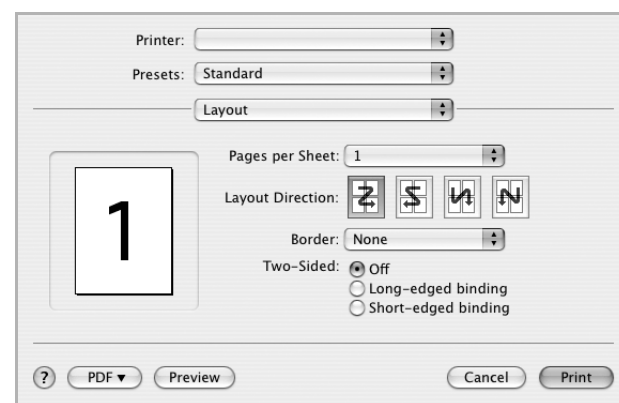 Printer:
Presets: Standard
Layout
Pages per Sheet: 1
Layout Direction:
Border: None
Two-Sided: Off
Long-edged binding
Short-edged binding
1
? PDF▼ Preview Cancel Print